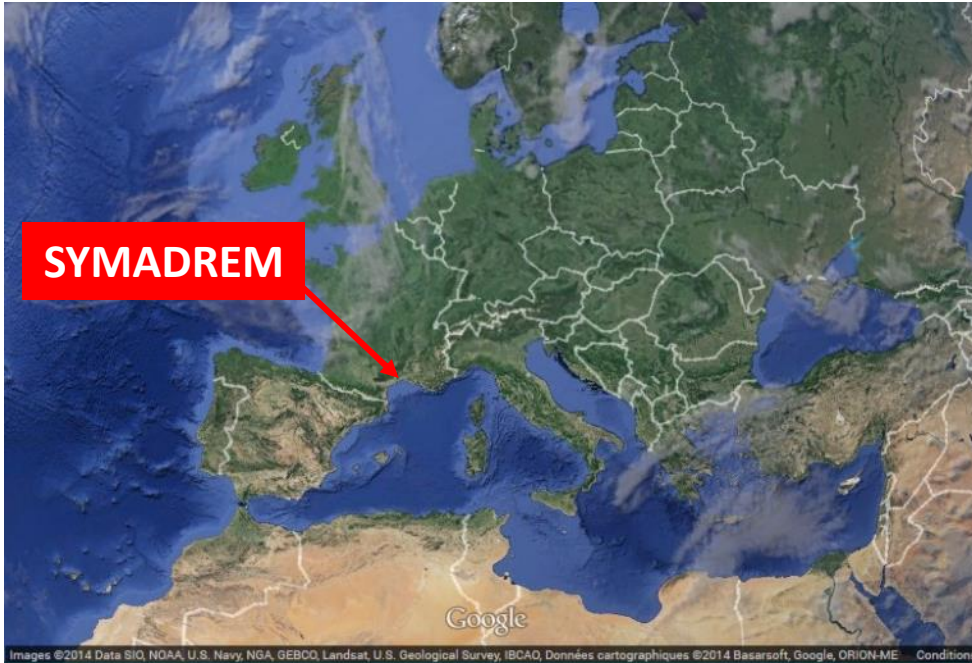 SYMADREM
Google
Images ©2014 Data SIO, NOAA, U.S. Navy, NGA, GEBCO, Landsat, U.S. Geological Survey, IBCAO, Données cartographiques ©2014 Basarsoft, Google, ORION-ME Condition